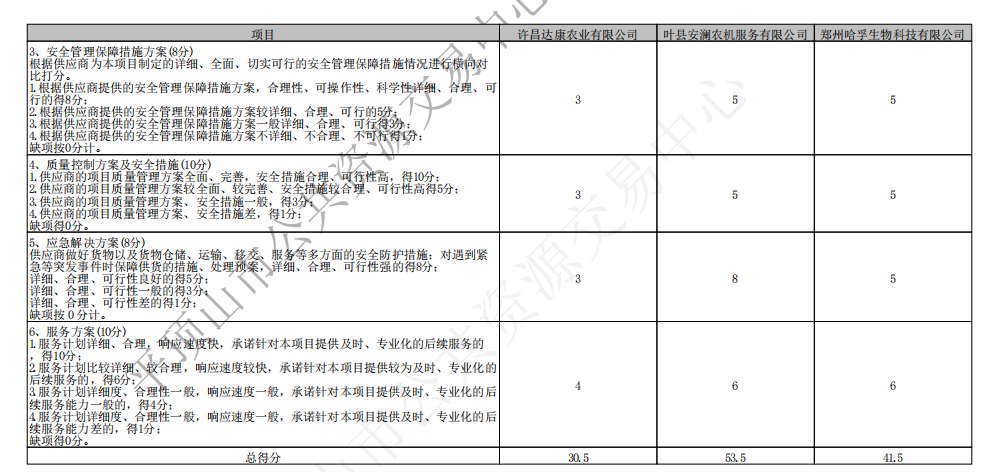 项目 许昌达康农业有限公司 叶县安澜农机服务有限公司 郑州哈孚生物科技有限公司
3、安全管理保障措施方案(8分)
根据供应商为本项目制定的详细、全面、切实可行的安全管理保障措施情况进行横向对
比打分。
1.根据供应商提供的安全管理保障措施方案，合理性、可操作性、科学性详细、合理、可
行的得8分；
2.根据供应商提供的安全管理保障措施方案较详细、合理、可行的5分；
3.根据供应商提供的安全管理保障措施方案一般详细、合理、可行得3分；
4.根据供应商提供的安全管理保障措施方案不详细、不合理、不可行得1分；
缺项按0分计。
3 5 5
4、质量控制方案及安全措施(10分)
1.供应商的项目质量管理方案全面、完善，安全措施合理、可行性高，得10分；
2.供应商的项目质量管理方案较全面、较完善、安全措施较合理、可行性高得5分；
3.供应商的项目质量管理方案、安全措施一般，得3分；
4.供应商的项目质量管理方案、安全措施差，得1分；
缺项得0分。
3 5 5
5、应急解决方案(8分)
供应商做好货物以及货物仓储、运输、移交、服务等多方面的安全防护措施；对遇到紧
急等突发事件时保障供货的措施、处理预案，详细、合理、可行性强的得8分；
详细、合理、可行性良好的得5分；
详细、合理、可行性一般的得3分；
详细、合理、可行性差的得1分；
缺项按０分计。
3 8 5
6、服务方案(10分)
1.服务计划详细、合理，响应速度快，承诺针对本项目提供及时、专业化的后续服务的
，得10分；
2.服务计划比较详细、较合理，响应速度较快，承诺针对本项目提供较为及时、专业化的
后续服务的，得6分；
3.服务计划详细度、合理性一般，响应速度一般，承诺针对本项目提供及时、专业化的后
续服务能力一般的，得4分；
4.服务计划详细度、合理性一般，响应速度一般，承诺针对本项目提供及时、专业化的后
续服务能力差的，得1分；
缺项得0分。
4 6 6
总得分 30.5 53.5 41.5
平顶山市公共资源交易中心
山市公共资源交易中心